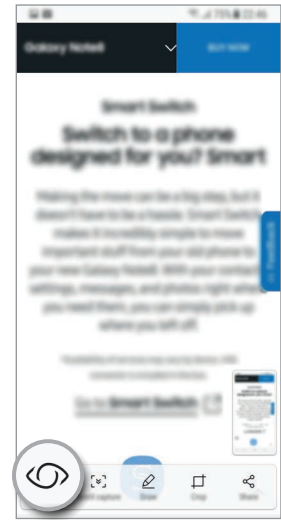 75% 22:46
Galaxy Note8
BUY NOW
Smart Switch
Switch to a phone
designed for you? Smart
Making the move can be a big step, but it
doesn't have to be a hassle. Smart Switch
makes it incredibly simple to move
important stuff from your old phone to
your new Galaxy Note8. With your contacts,
settings, messages, and photos right where
you need them, you can simply pick up
where you left off.
Feedback
Go to Smart Switch
capture
Draw
Crop
Share